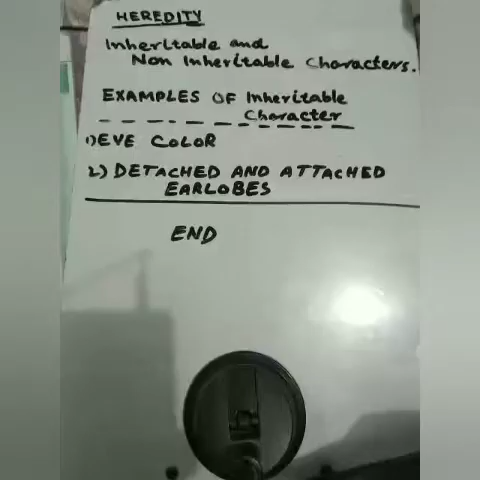 HEREDITY
Inheritable and
Non Inheritable Characters.
EXAMPLES OF Inheritable
Character
1) EYE COLOR
2) DETACHED AND ATTACHED
EARLOBES
END